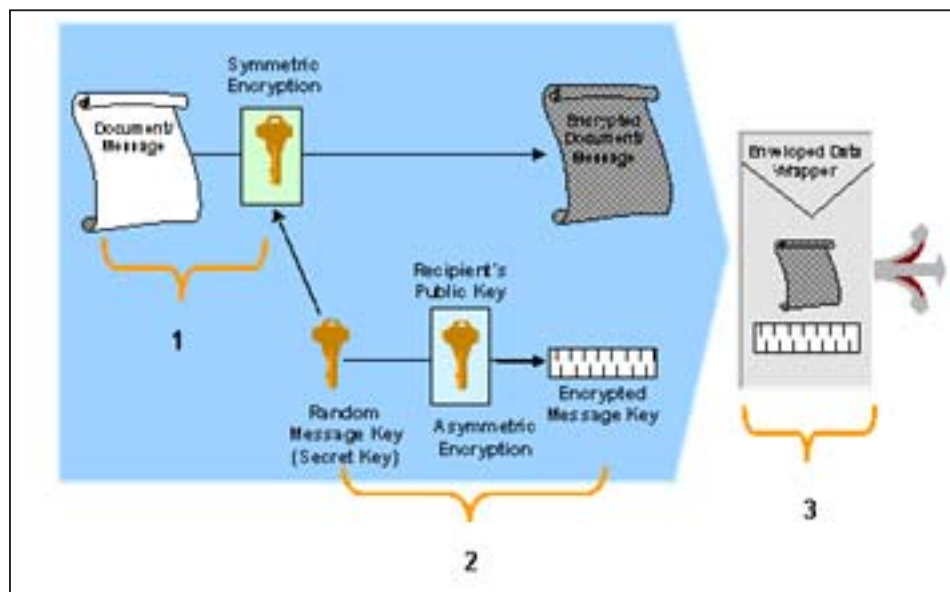 Symmetric
Encryption
Document/
Message
Encrypted
Document/
Message
Enveloped Data
Wrapper
Recipient's
Public Key
1
Random
Message Key
(Secret Key)
Asymmetric
Encryption
Encrypted
Message Key
2
3